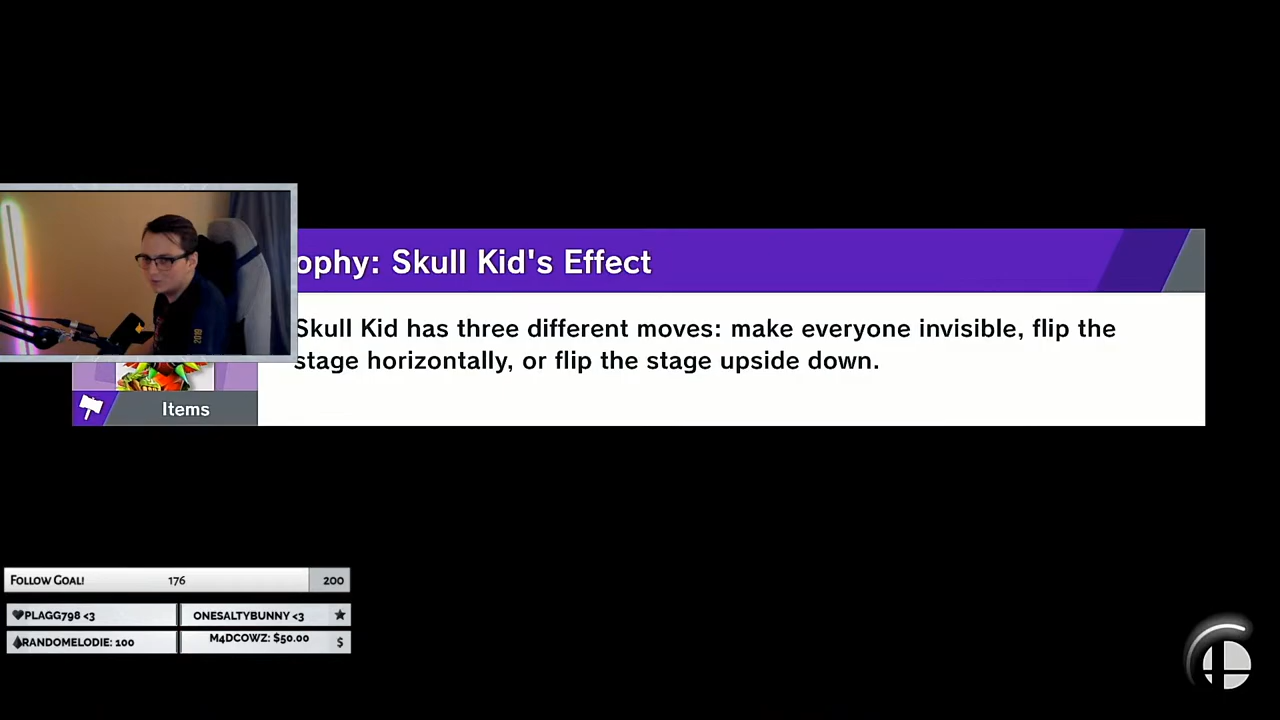 ophy: Skull Kid's Effect
Skull Kid has three different moves: make everyone invisible, flip the
stage horizontally, or flip the stage upside down.
Items
2019
FOLLOW GOAL! 176 200
PLAGG798 <3 ONESALTYBUNNY <3
RANDOMELODIE: 100 M4DCOWZ: $50.00 $